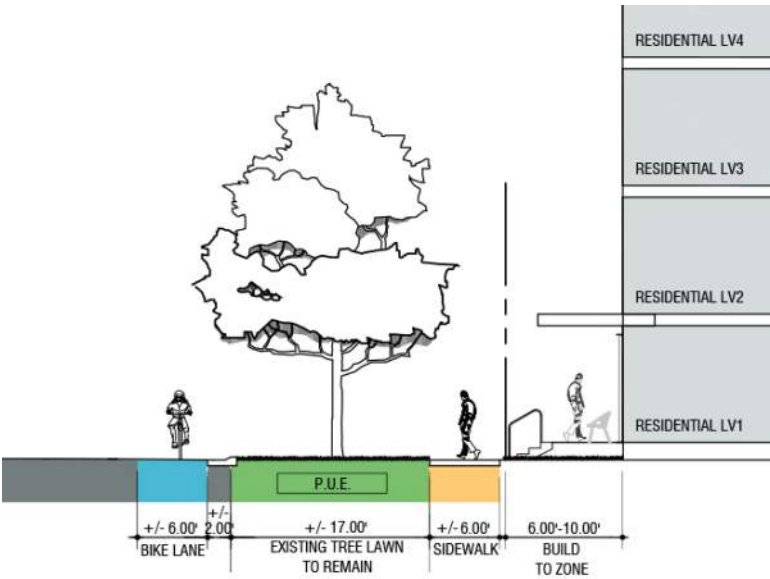 RESIDENTIAL LV4
RESIDENTIAL LV3
RESIDENTIAL LV2
RESIDENTIAL LV1
P.U.E.
+/- 6.00'
+/-
2.00'
+/- 17.00'
+/- 6.00'
6.00'-10.00'
BIKE LANE
EXISTING TREE LAWN
TO REMAIN
SIDEWALK
BUILD
TO ZONE